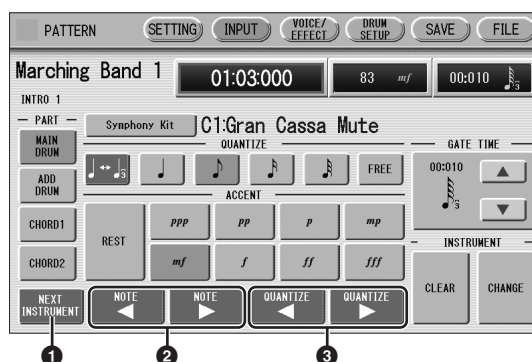 PATTERN SETTING INPUT VOICE/ EFFECT DRUM SETUP SAVE FILE
Marching Band 1 01:03:000 83 mf 00:010 3
INTRO 1
PART Symphony Kit C1:Gran Cassa Mute
MAIN DRUM
QUANTIZE
3 FREE
GATE TIME
00:010
3
ADD DRUM
ACCENT
CHORD1 REST ppp pp p mp
INSTRUMENT
CHORD2 mf f ff fff
CLEAR CHANGE
NEXT INSTRUMENT NOTE NOTE QUANTIZE QUANTIZE
1 2 3